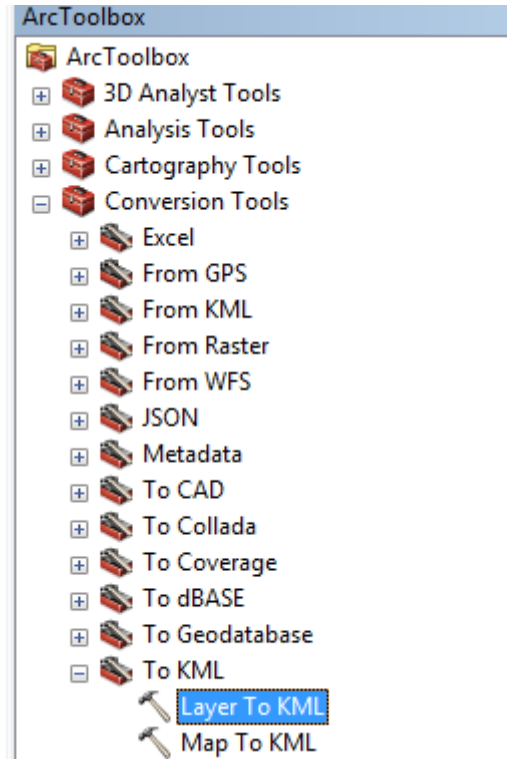 ArcToolbox
ArcToolbox
3D Analyst Tools
Analysis Tools
Cartography Tools
Conversion Tools
Excel
From GPS
From KML
From Raster
From WFS
JSON
Metadata
To CAD
To Collada
To Coverage
To dBASE
To Geodatabase
To KML
Layer To KML
Map To KML